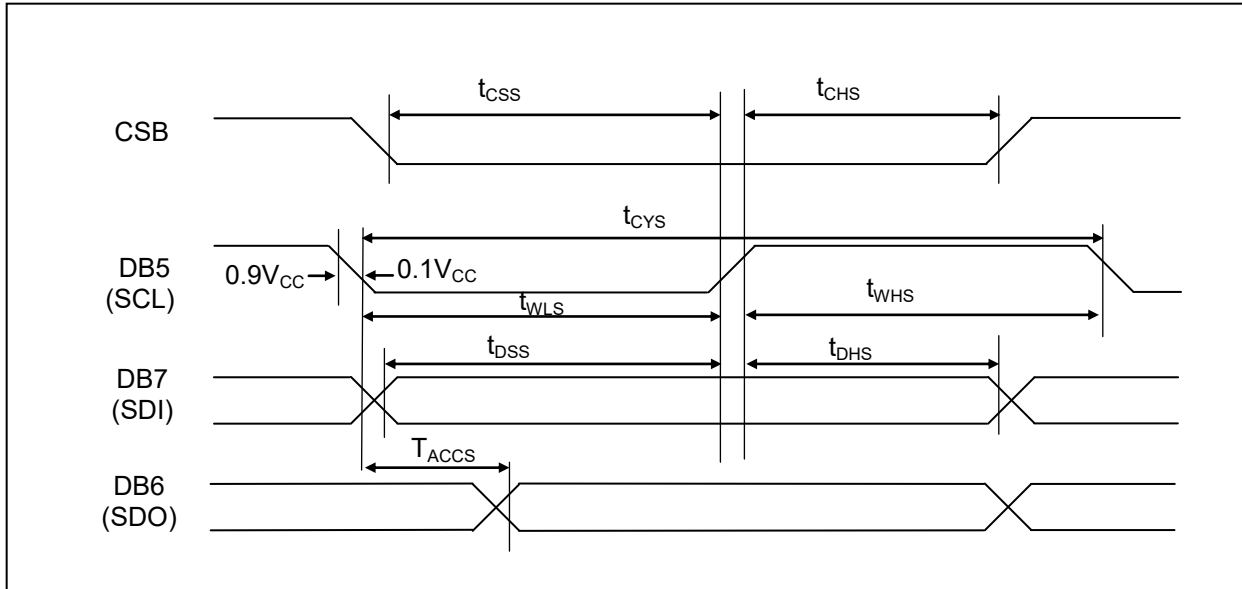 t_CSS
t_CHS
CSB
t_CYS
DB5
(SCL)
0.9V_CC
0.1V_CC
t_WHS
t_WLS
t_DSS
t_DHS
DB7
(SDI)
T_ACCS
DB6
(SDO)